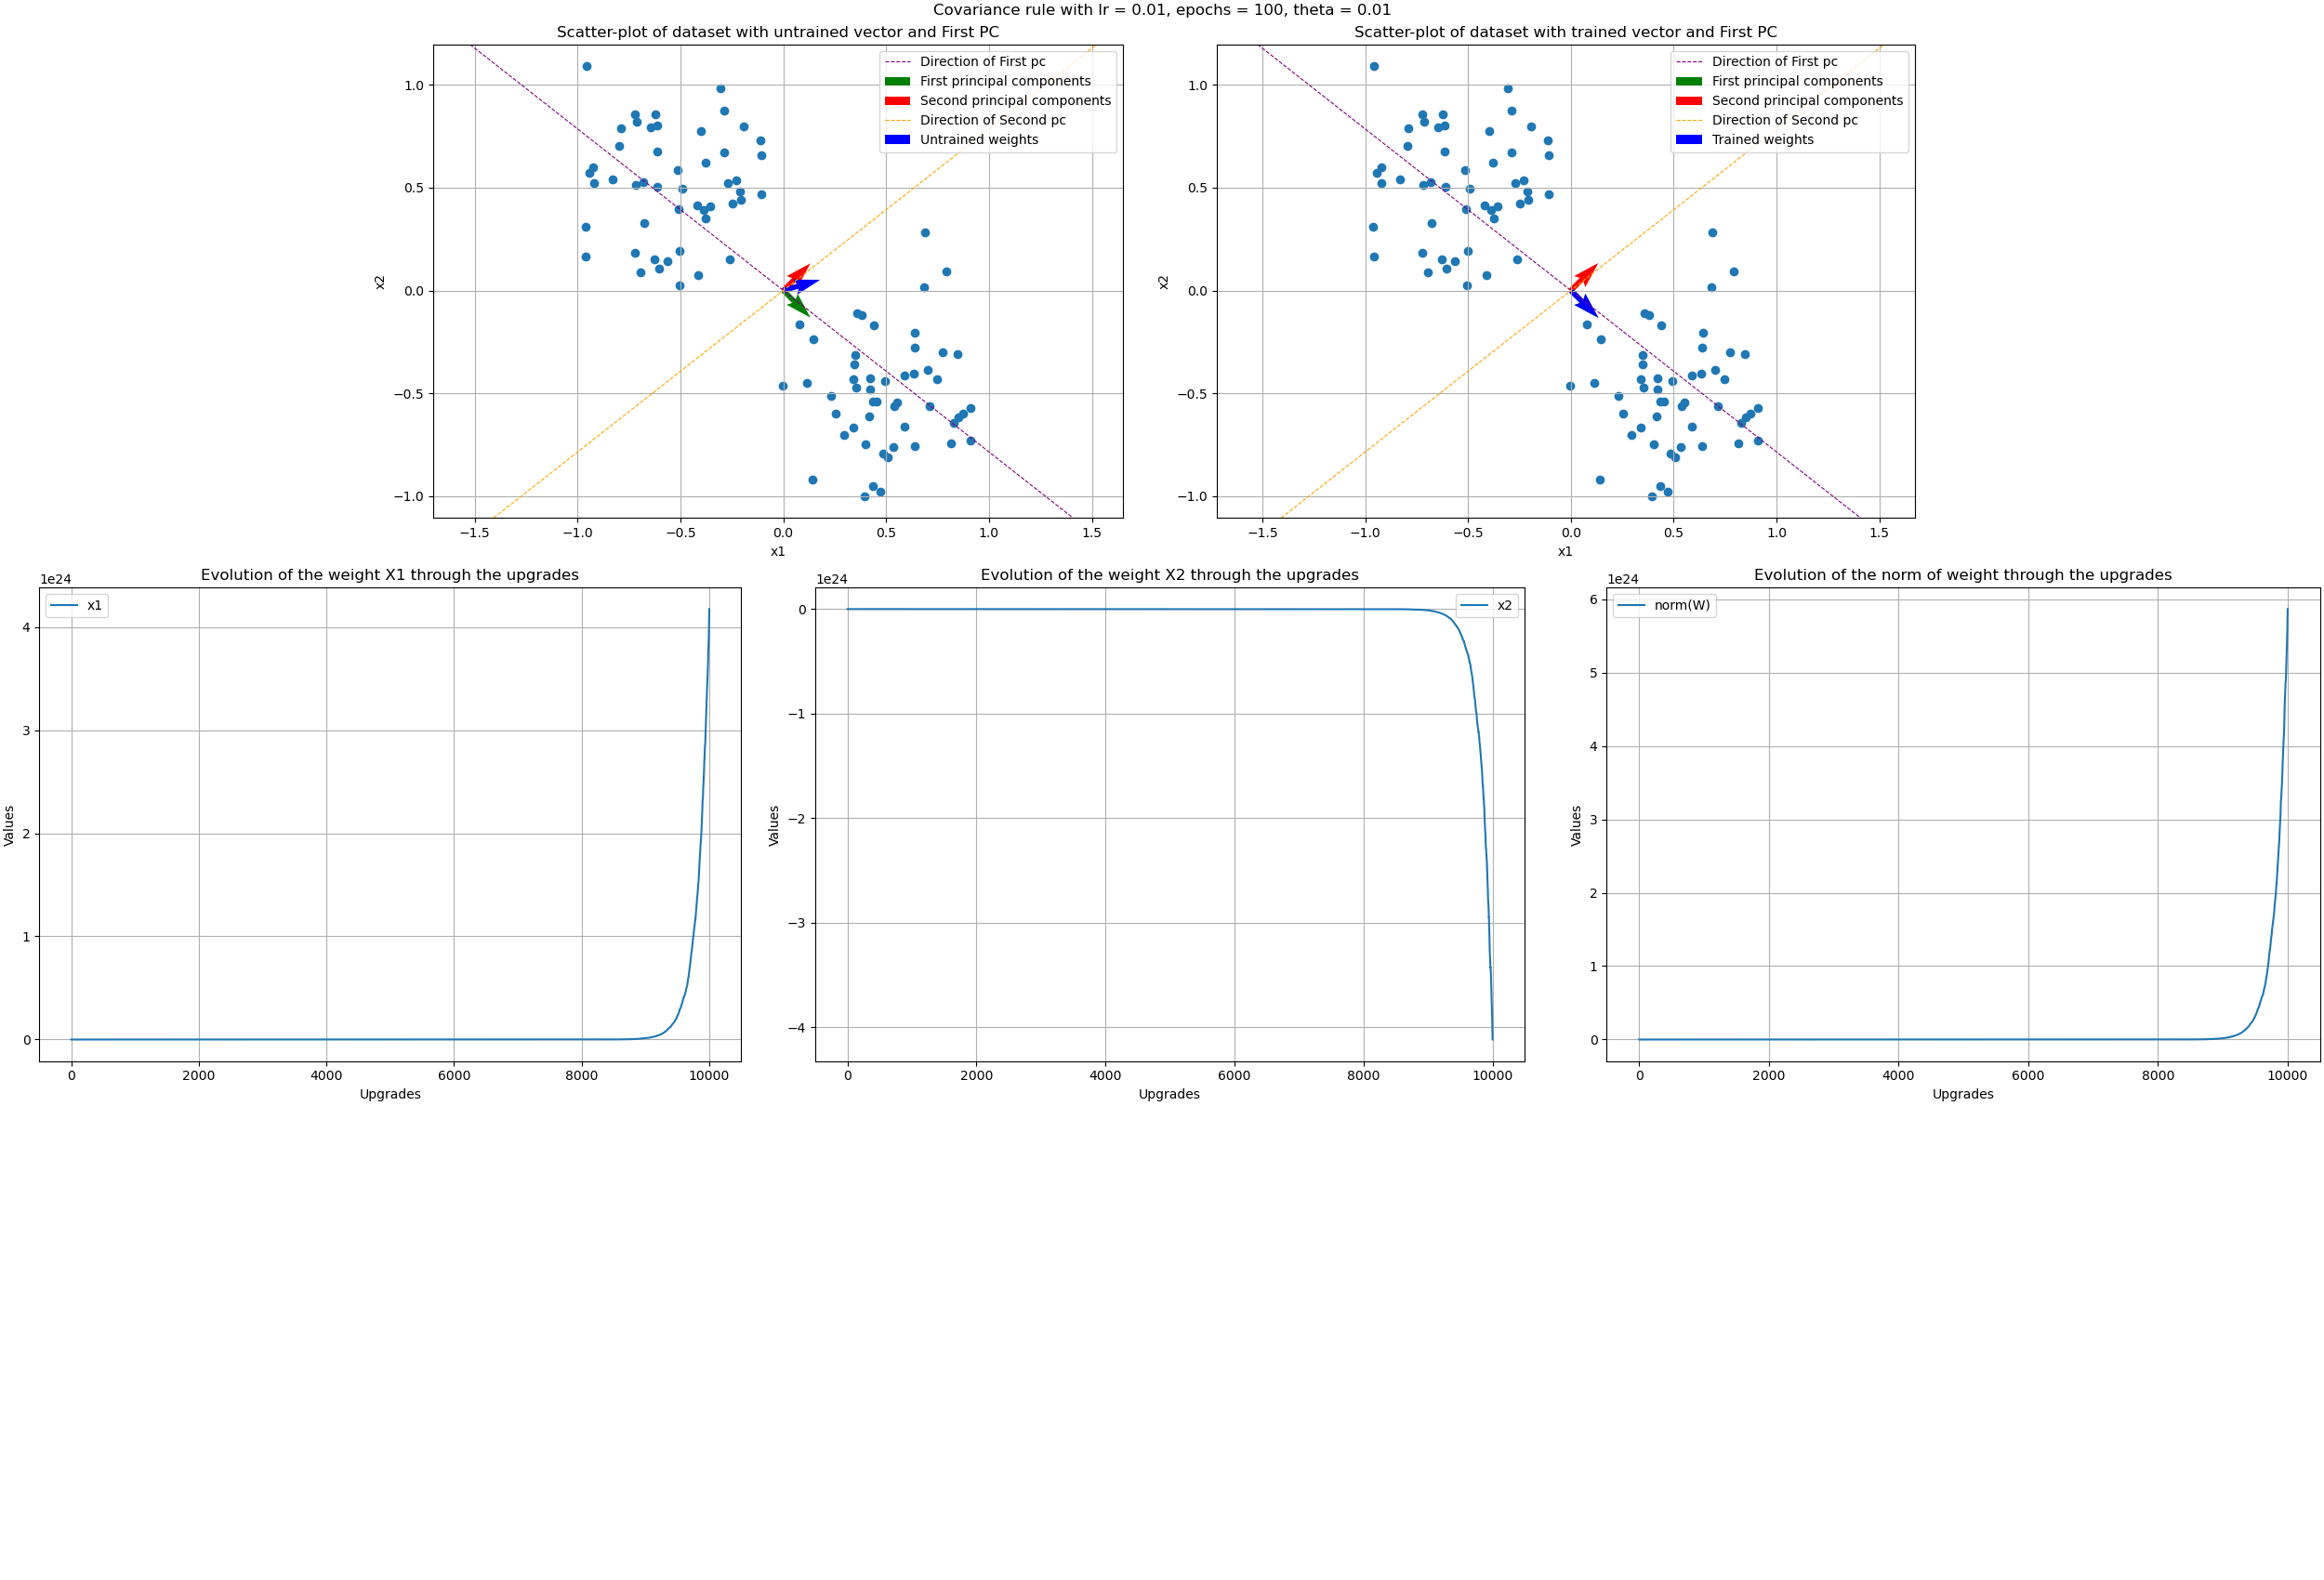 Covariance rule with lr = 0.01, epochs = 100, theta = 0.01
Scatter-plot of dataset with untrained vector and First PC
Direction of First pc
First principal components
Second principal components
Direction of Second pc
Untrained weights
1.0
0.5
0.0
−0.5
−1.0
x2
−1.5
−1.0
−0.5
0.0
0.5
1.0
1.5
x1
Scatter-plot of dataset with trained vector and First PC
Direction of First pc
First principal components
Second principal components
Direction of Second pc
Trained weights
1.0
0.5
0.0
−0.5
−1.0
x2
−1.5
−1.0
−0.5
0.0
0.5
1.0
1.5
x1
Evolution of the weight X1 through the upgrades
1e24
x1
4
3
2
1
0
Values
0
2000
4000
6000
8000
10000
Upgrades
Evolution of the weight X2 through the upgrades
1e24
x2
0
−1
−2
−3
−4
Values
0
2000
4000
6000
8000
10000
Upgrades
Evolution of the norm of weight through the upgrades
1e24
norm(W)
6
5
4
3
2
1
0
Values
0
2000
4000
6000
8000
10000
Upgrades